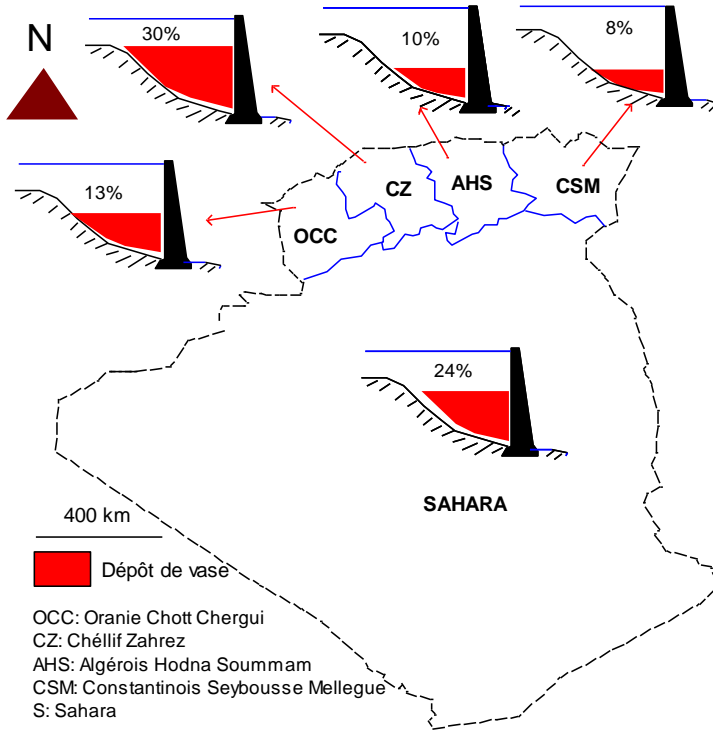 30%
10%
8%
N
13%
CZ
AHS
CSM
OCC
24%
SAHARA
400 km
Dépôt de vase
OCC: Oranie Chott Chergui
CZ: Chéllif Zahrez
AHS: Algérois Hodna Soummam
CSM: Constantinois Seybousse Mellegue
S: Sahara